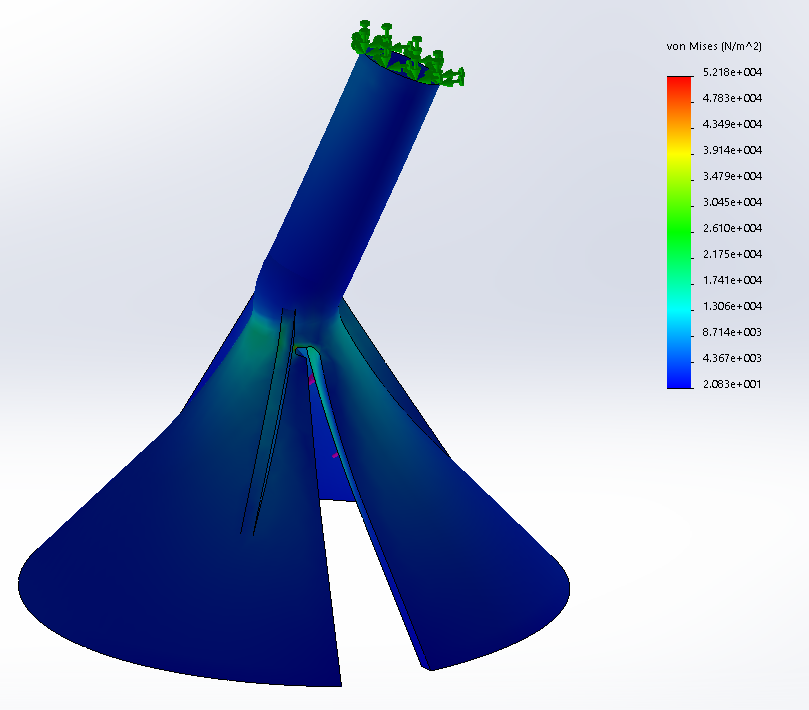 von Mises (N/m^2)
5.218e+004
4.783e+004
4.349e+004
3.914e+004
3.479e+004
3.045e+004
2.610e+004
2.175e+004
1.741e+004
1.306e+004
8.714e+003
4.367e+003
2.083e+001